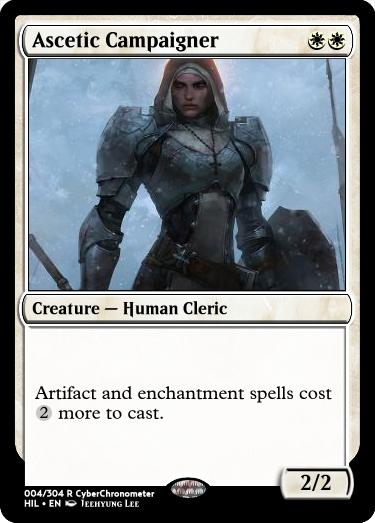 Ascetic Campaigner
Creature — Human Cleric
Artifact and enchantment spells cost
2 more to cast.
2/2
004/304 R CyberChronometer
HIL • EN Jeehyung Lee